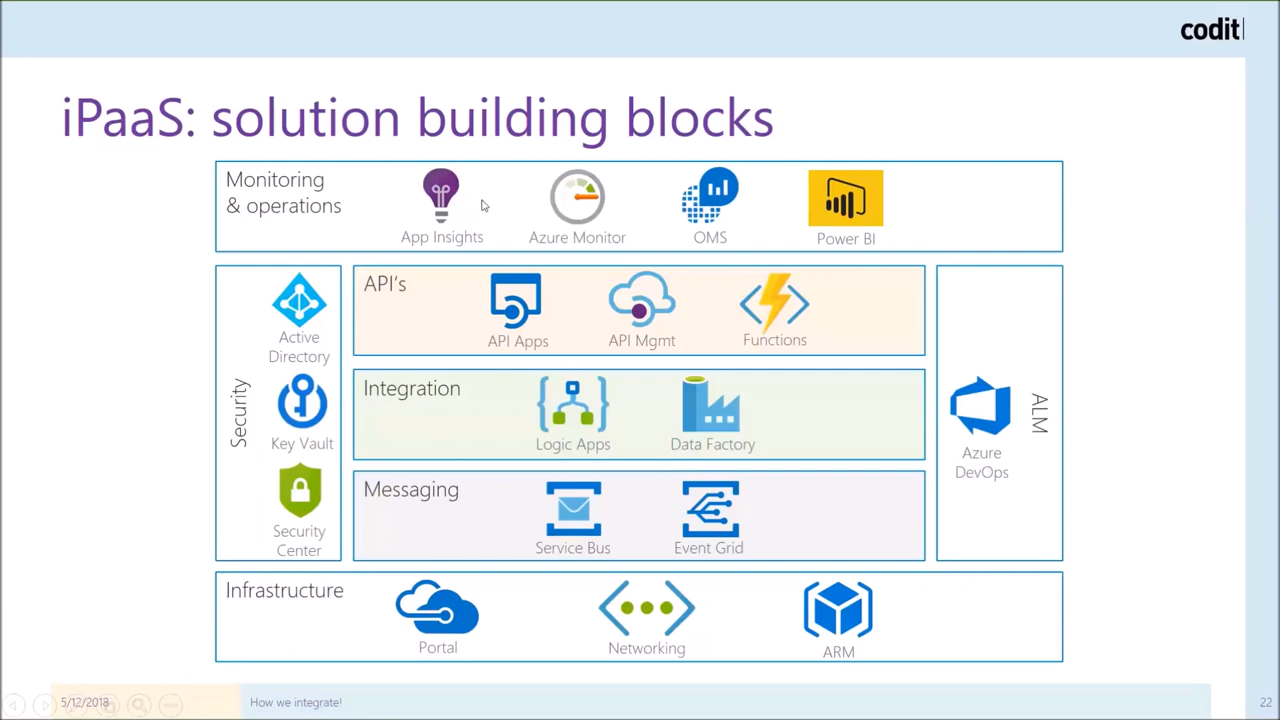 codit
iPaaS: solution building blocks
Monitoring
& operations
App Insights
Azure Monitor
OMS
Power BI
Security
Active
Directory
Key Vault
Security
Center
API's
API Apps
API Mgmt
Functions
Integration
Logic Apps
Data Factory
Messaging
Service Bus
Event Grid
ALM
Azure
DevOps
Infrastructure
Portal
Networking
ARM
5/12/2018
How we integrate!
22